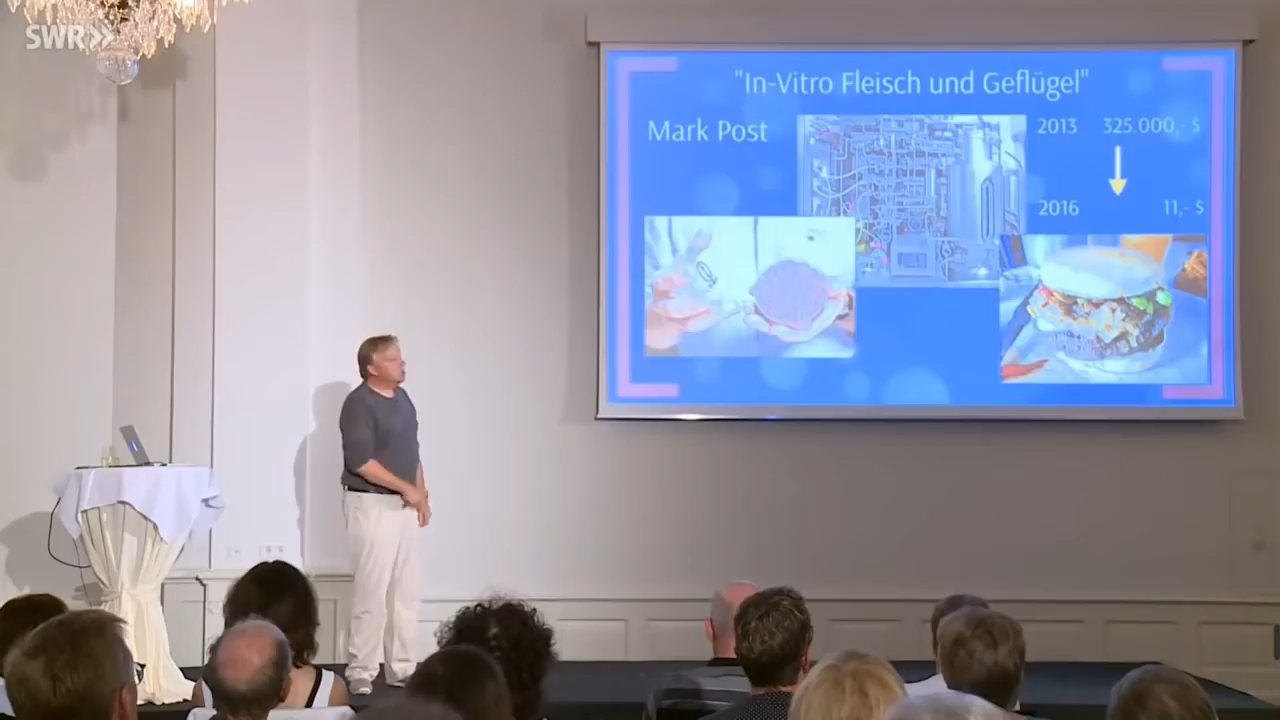 SWR»
"In-Vitro Fleisch und Geflügel"
Mark Post
2013 325.000,- $
2016 11,- $